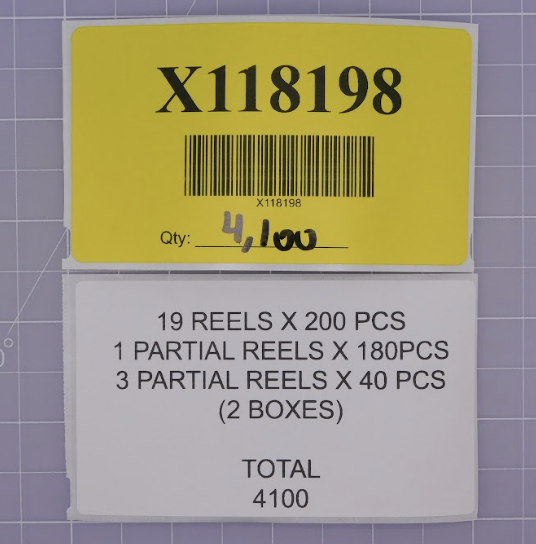 X118198
X118198
Qty: 4,100
19 REELS X 200 PCS
1 PARTIAL REELS X 180PCS
3 PARTIAL REELS X 40 PCS
(2 BOXES)
TOTAL
4100
0°